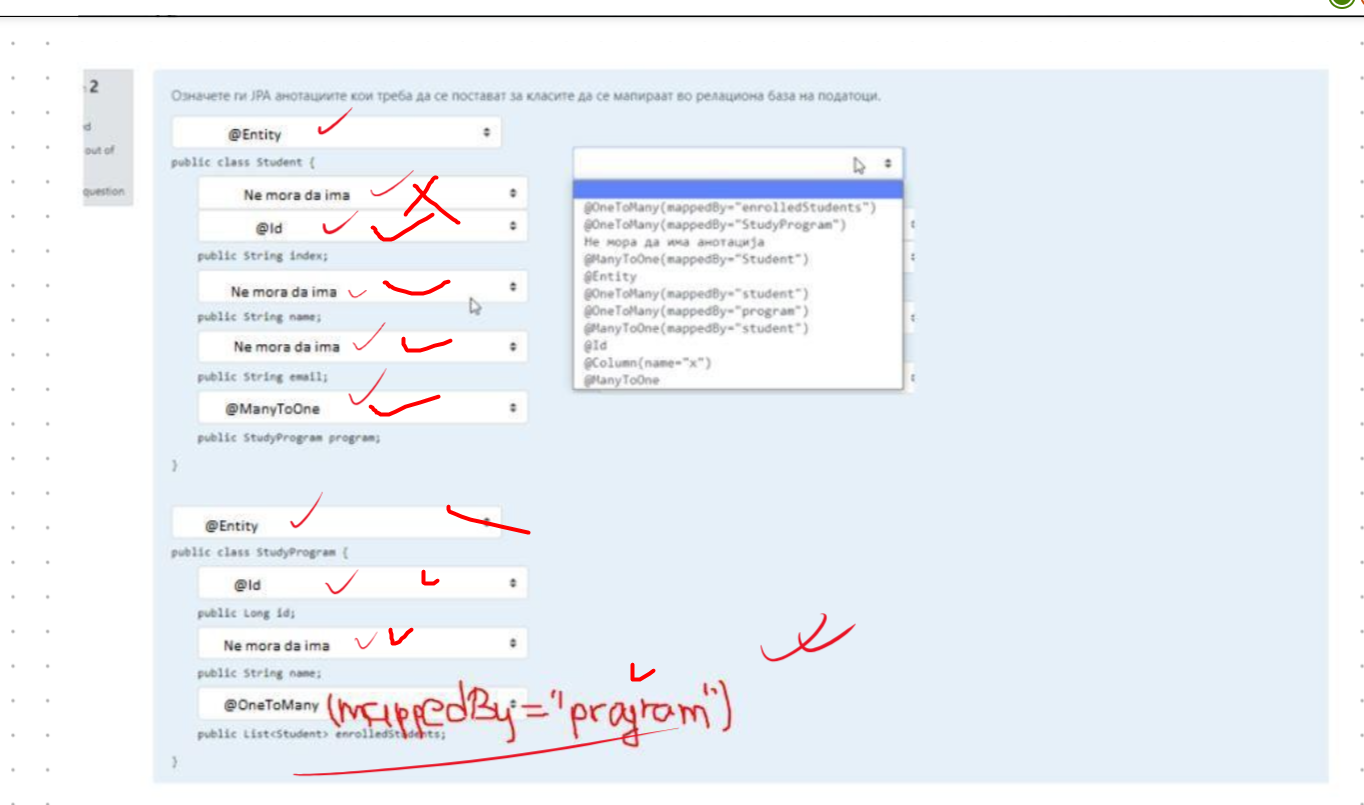 2
Означете ги JPA анотациите кои треба да се постават за класите да се мапираат во релациона база на податоци.
d
out of
question
@Entity
public class Student {
Ne mora da ima
@Id
public String index;
Ne mora da ima
public String name;
Ne mora da ima
public String email;
@ManyToOne
public StudyProgram program;
}
@OneToMany(mappedBy="enrolledStudents")
@OneToMany(mappedBy="StudyProgram")
Не мора да има анотација
@ManyToOne(mappedBy="Student")
@Entity
@OneToMany(mappedBy="student")
@OneToMany(mappedBy="program")
@ManyToOne(mappedBy="student")
@Id
@Column(name="x")
@ManyToOne
@Entity
public class StudyProgram {
@Id
public Long id;
Ne mora da ima
public String name;
@OneToMany (mappedBy="program")
public List<Student> enrolledStudents;
}